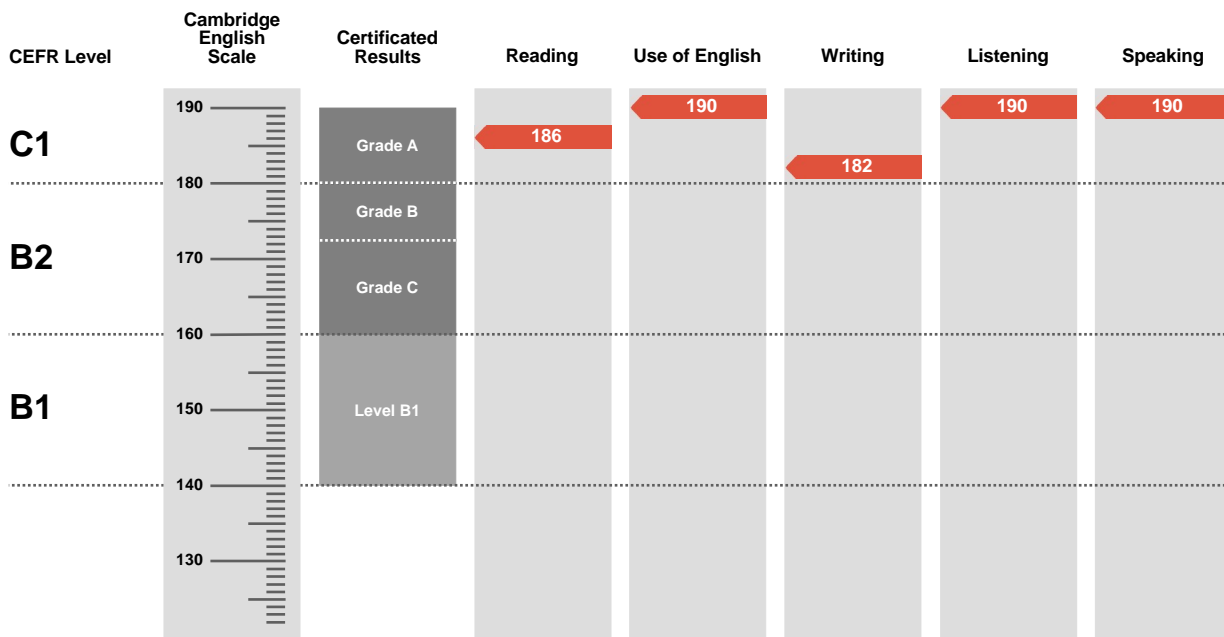 CEFR Level
Cambridge
English
Scale
Certificated
Results
Reading
Use of English
Writing
Listening
Speaking
190
190
190
190
C1
Grade A
186
182
180
Grade B
B2
170
Grade C
160
B1
150
Level B1
140
130